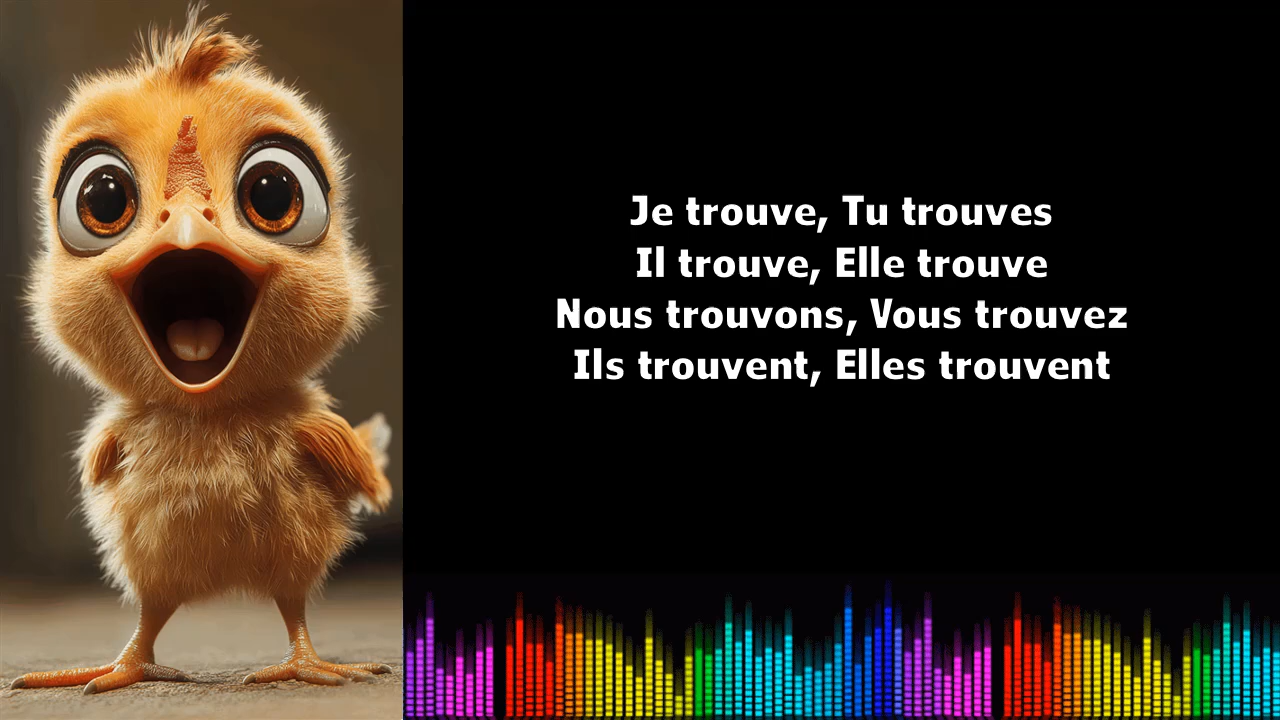 Je trouve, Tu trouves
Il trouve, Elle trouve
Nous trouvons, Vous trouvez
Ils trouvent, Elles trouvent